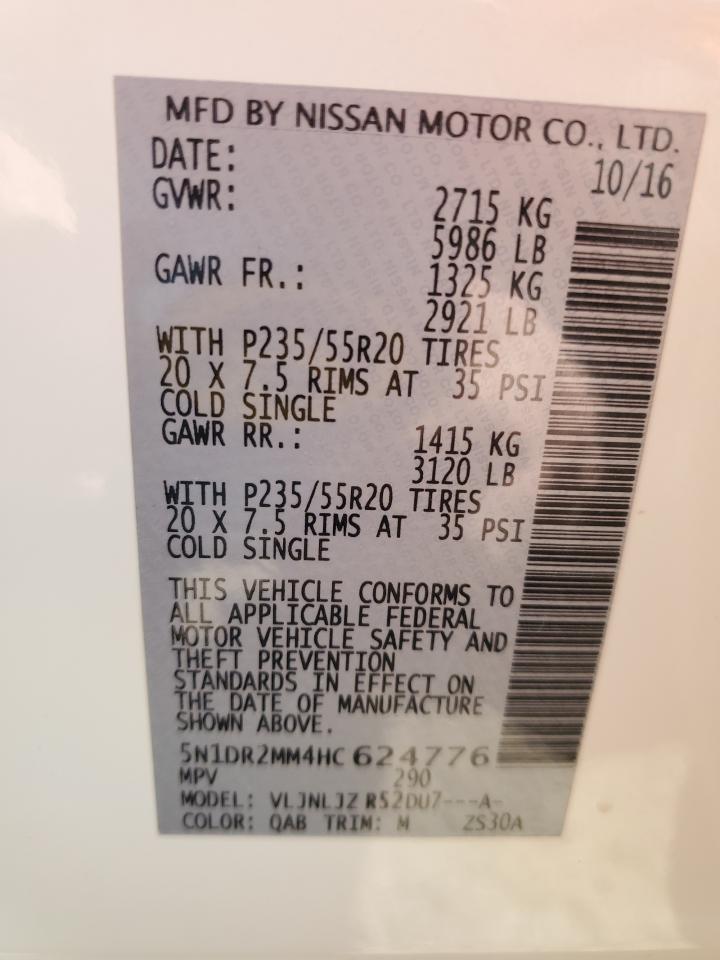 MFD BY NISSAN MOTOR CO., LTD.
DATE: 10/16
GVWR: 2715 KG
5986 LB
GAWR FR.: 1325 KG
2921 LB
WITH P235/55R20 TIRES
20 X 7.5 RIMS AT 35 PSI
COLD SINGLE
GAWR RR.: 1415 KG
3120 LB
WITH P235/55R20 TIRES
20 X 7.5 RIMS AT 35 PSI
COLD SINGLE
THIS VEHICLE CONFORMS TO
ALL APPLICABLE FEDERAL
MOTOR VEHICLE SAFETY AND
THEFT PREVENTION
STANDARDS IN EFFECT ON
THE DATE OF MANUFACTURE
SHOWN ABOVE.
5N1DR2MM4HC 624776
MPV 290
MODEL: VLJNLJZ R52DU7---A-
COLOR: QAB TRIM: M ZS30A